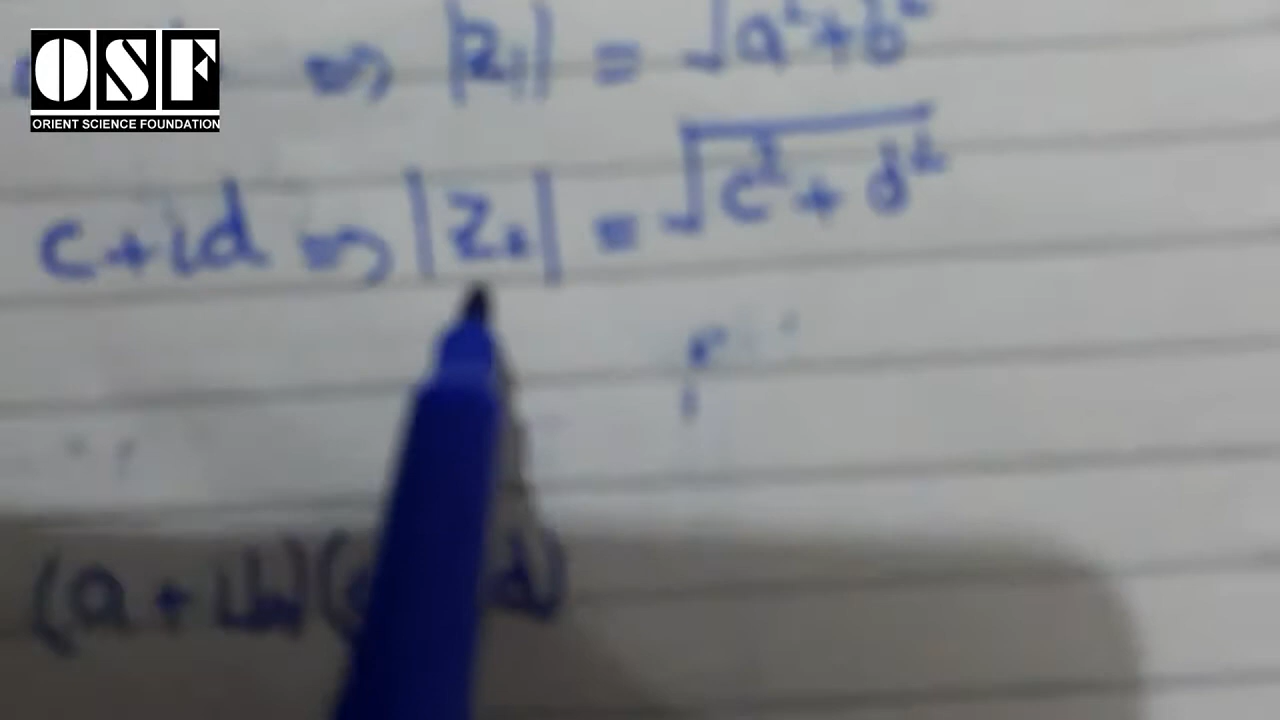 OSF
ORIENT SCIENCE FOUNDATION
⇒ |Z₁| = √a²+b²
c+id ⇒ |Z₂| = √c²+d²
(a+ib)( d)